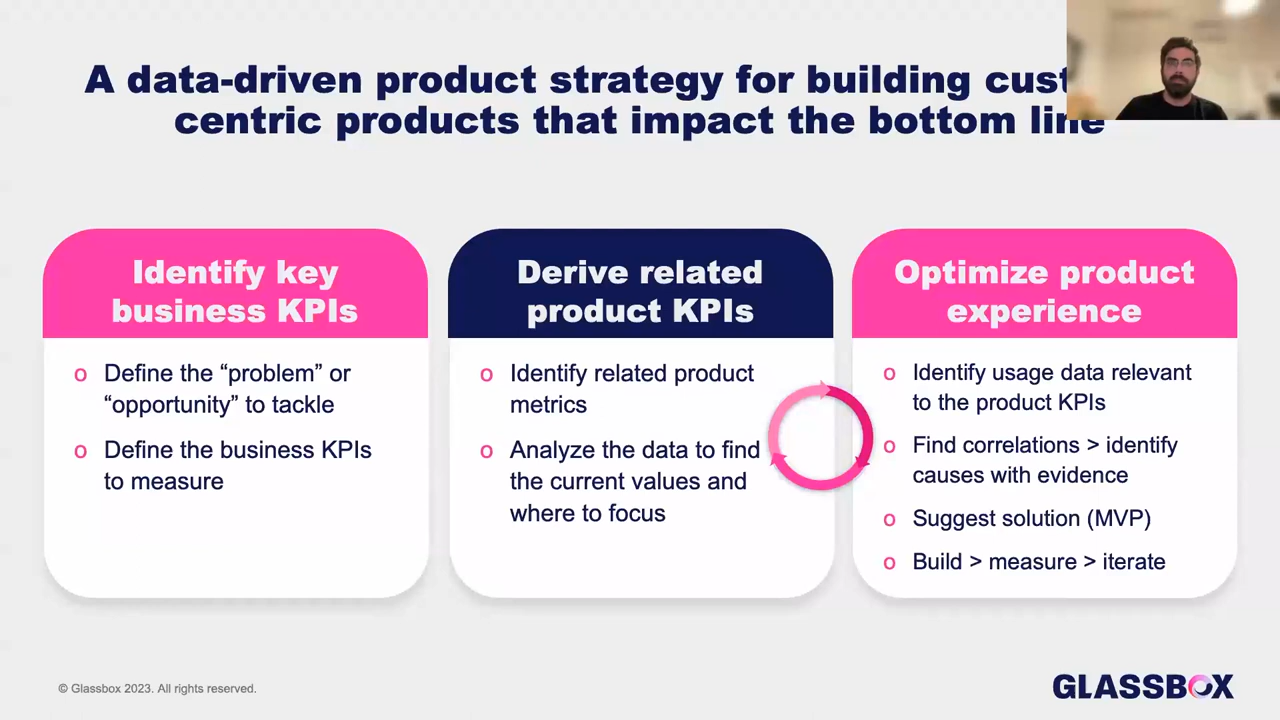 A data-driven product strategy for building cust
centric products that impact the bottom line
Identify key
business KPIs
o Define the “problem” or
“opportunity” to tackle
o Define the business KPIs
to measure
Derive related
product KPIs
o Identify related product
metrics
o Analyze the data to find
the current values and
where to focus
Optimize product
experience
o Identify usage data relevant
to the product KPIs
o Find correlations > identify
causes with evidence
o Suggest solution (MVP)
o Build > measure > iterate
© Glassbox 2023. All rights reserved.
GLASSBOX